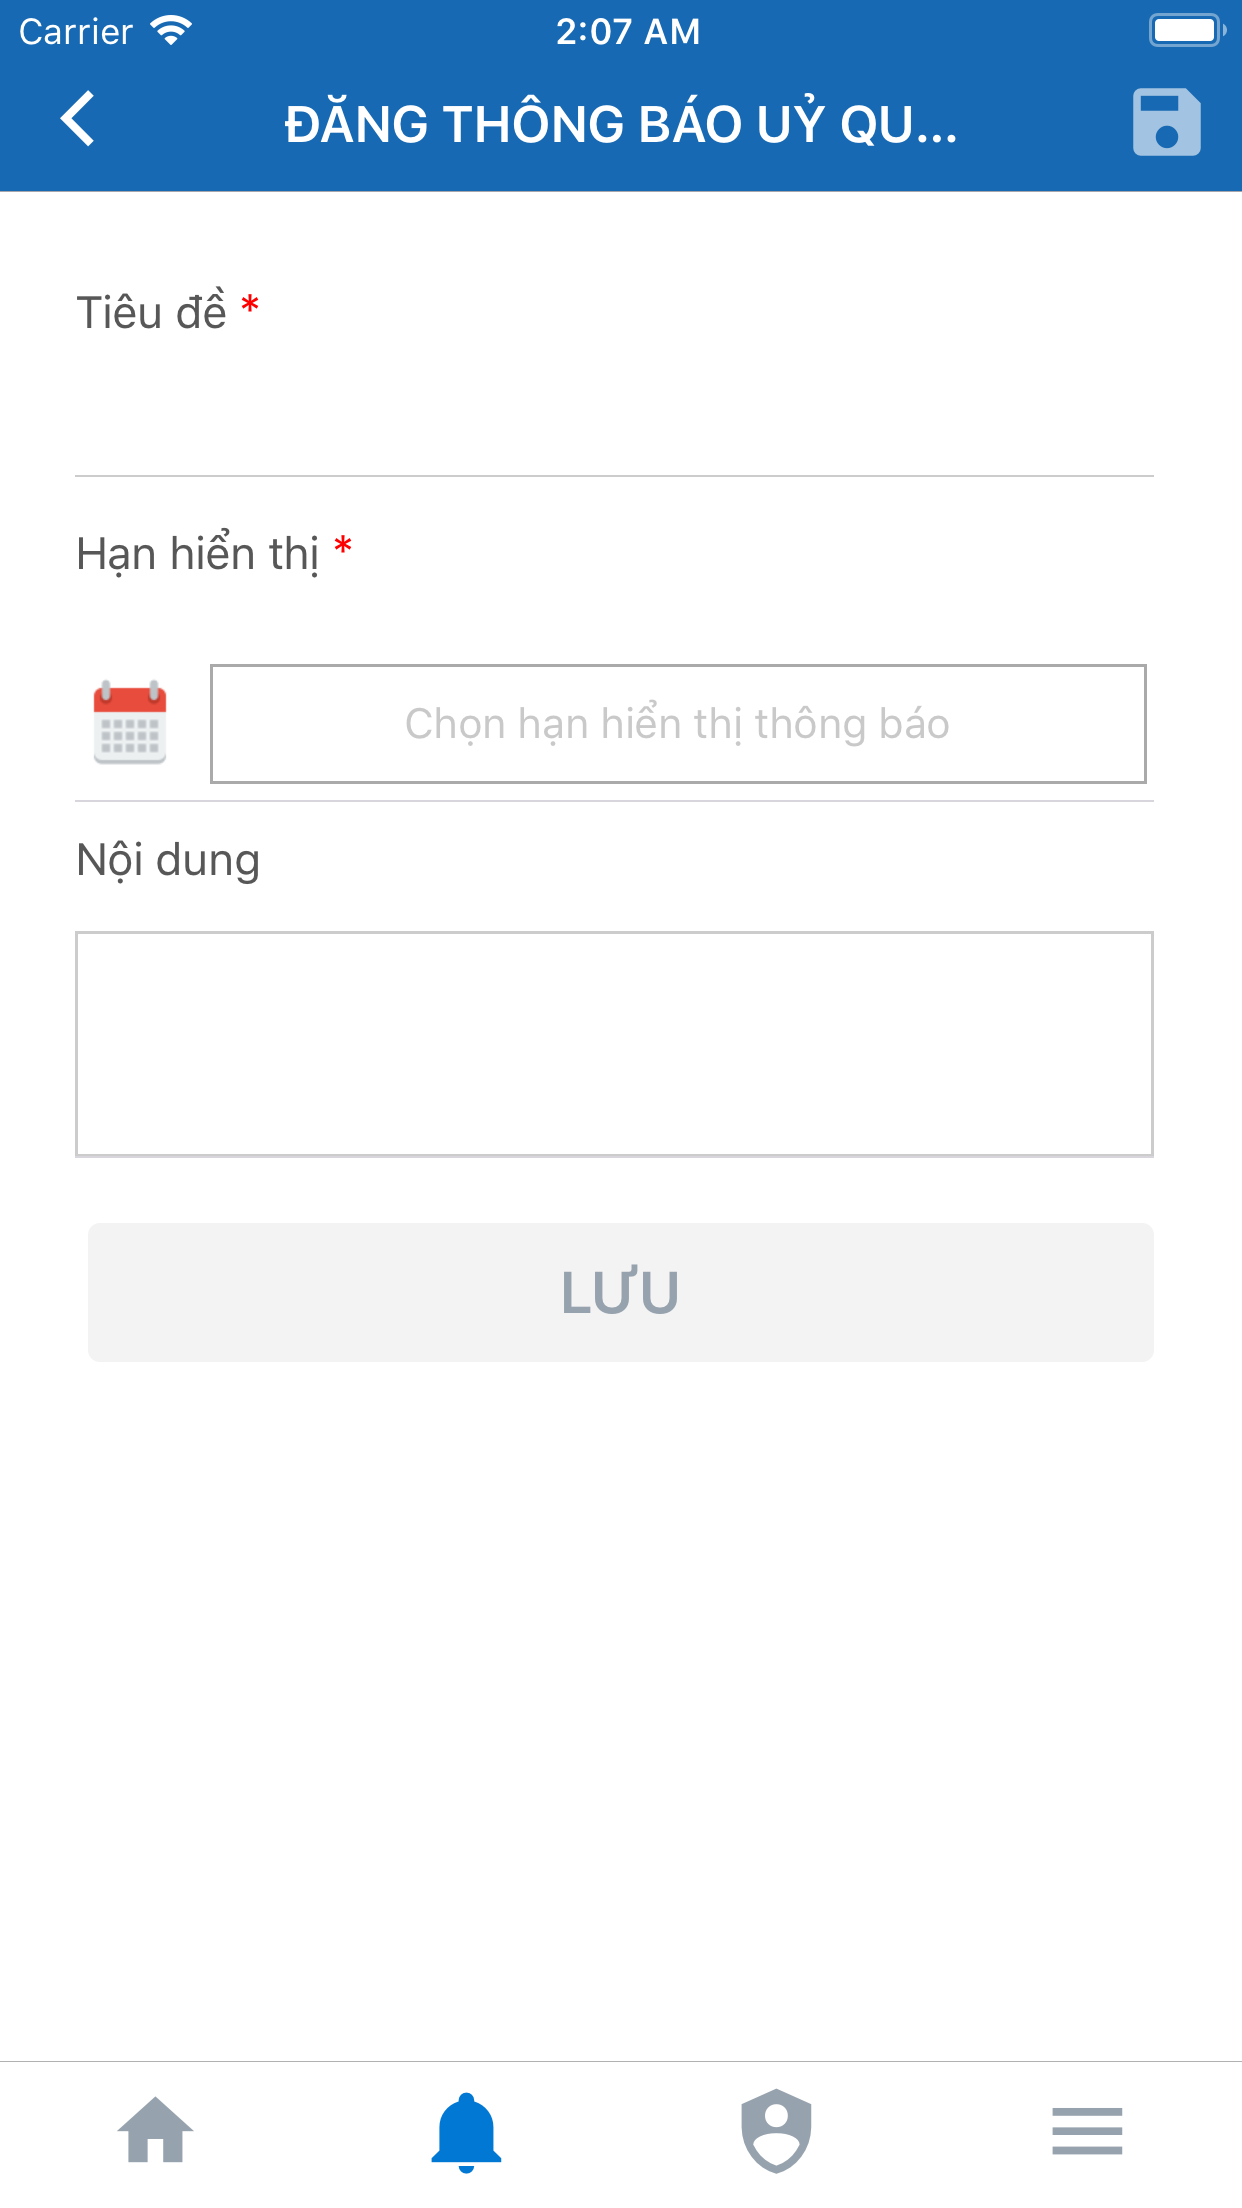 Carrier
2:07 AM
ĐĂNG THÔNG BÁO UỶ QU...
Tiêu đề *
Hạn hiển thị *
Chọn hạn hiển thị thông báo
Nội dung
LƯU